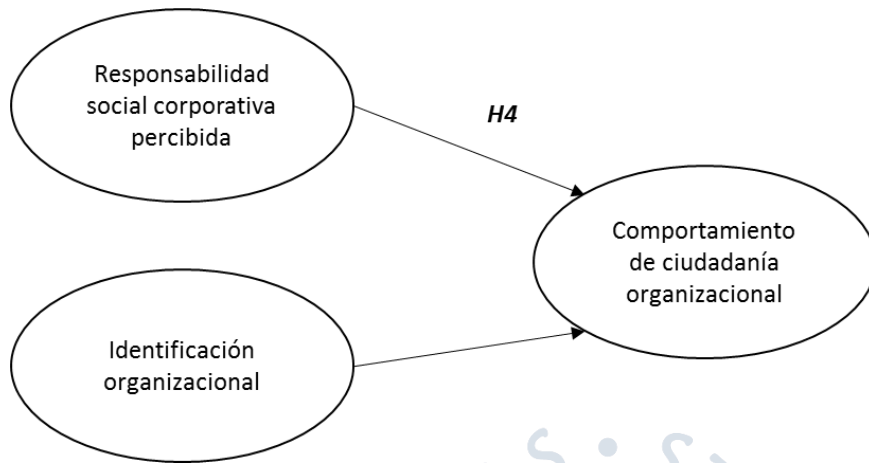 Responsabilidad
social corporativa
percibida
H4
Comportamiento
de ciudadanía
organizacional
Identificación
organizacional